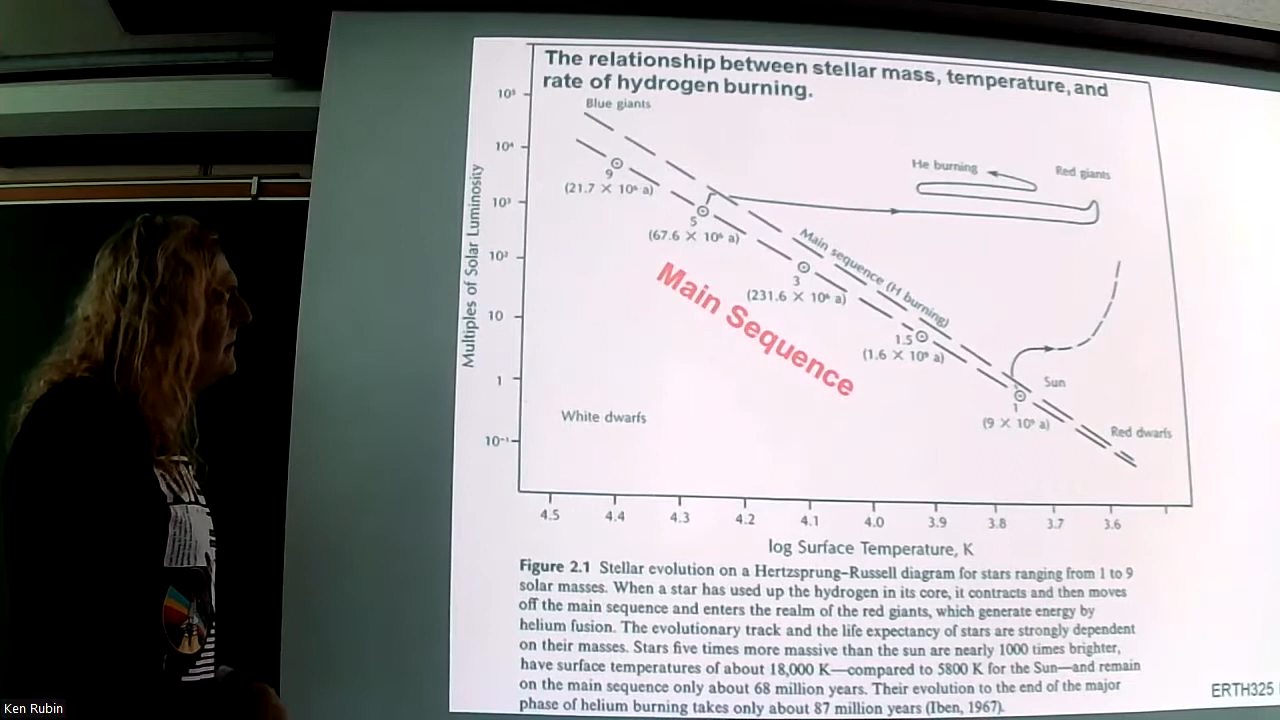 The relationship between stellar mass, temperature, and
rate of hydrogen burning.
Blue giants
10⁵
10⁴
10³
10²
10
1
10⁻¹
Multiples of Solar Luminosity
He burning
Red giants
9
(21.7 × 10⁶ a)
5
(67.6 × 10⁶ a)
3
(231.6 × 10⁶ a)
Main sequence (H burning)
Main Sequence
1.5
(1.6 × 10⁹ a)
Sun
1
(9 × 10⁹ a)
White dwarfs
Red dwarfs
4.5 4.4 4.3 4.2 4.1 4.0 3.9 3.8 3.7 3.6
log Surface Temperature, K
Figure 2.1 Stellar evolution on a Hertzsprung–Russell diagram for stars ranging from 1 to 9
solar masses. When a star has used up the hydrogen in its core, it contracts and then moves
off the main sequence and enters the realm of the red giants, which generate energy by
helium fusion. The evolutionary track and the life expectancy of stars are strongly dependent
on their masses. Stars five times more massive than the sun are nearly 1000 times brighter,
have surface temperatures of about 18,000 K—compared to 5800 K for the Sun—and remain
on the main sequence only about 68 million years. Their evolution to the end of the major
phase of helium burning takes only about 87 million years (Iben, 1967).
ERTH325
Ken Rubin